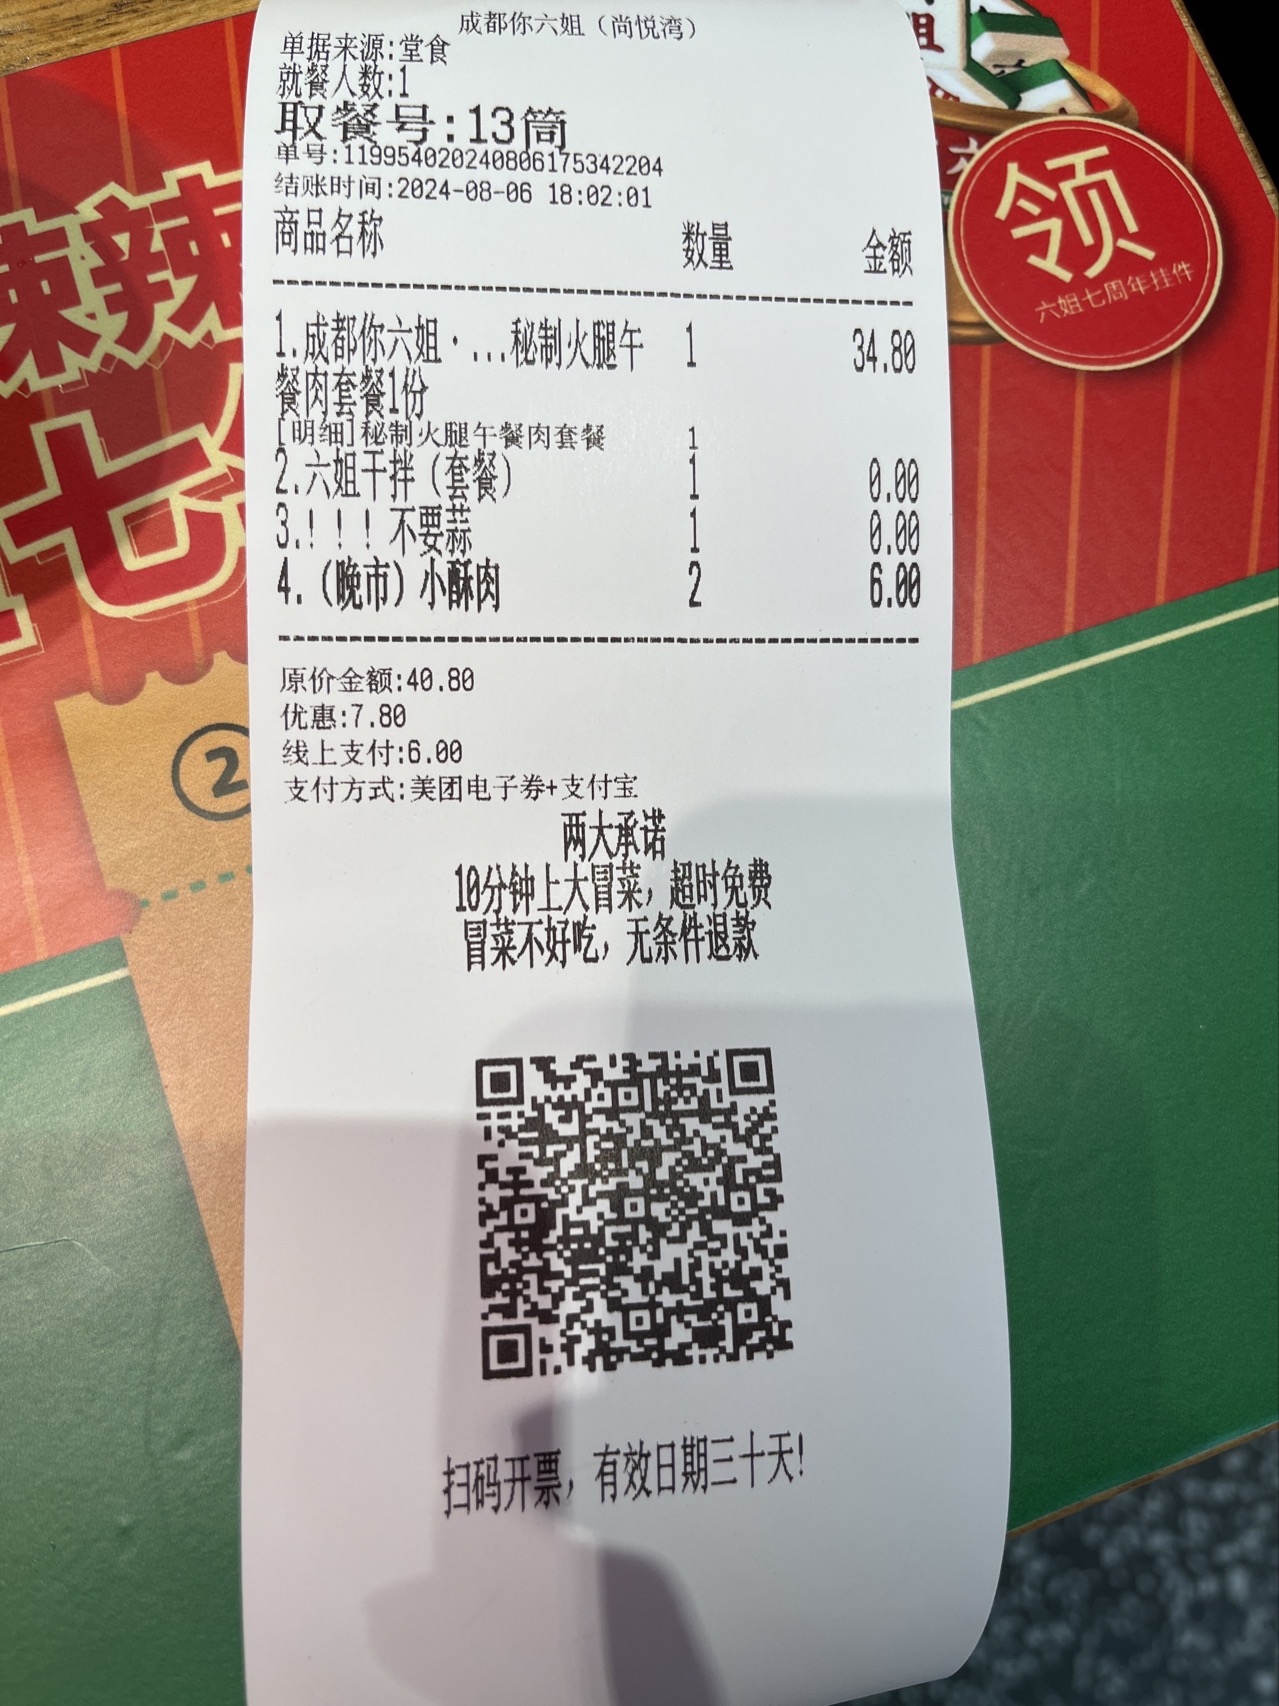 成都你六姐（尚悦湾）
单据来源:堂食
就餐人数:1
取餐号:13筒
单号:11995402024080617534 2204
结账时间:2024-08-06 18:02:01
商品名称 数量 金额
1.成都你六姐·...秘制火腿午 1 34.80
餐肉套餐1份
[明细]秘制火腿午餐肉套餐 1
2.六姐干拌（套餐） 1 0.00
3.！！！不要蒜 1 0.00
4.（晚市）小酥肉 2 6.00
原价金额:40.80
优惠:7.80
线上支付:6.00
支付方式:美团电子券+支付宝
两大承诺
10分钟上大冒菜，超时免费
冒菜不好吃，无条件退款
扫码开票，有效日期三十天!
领
六姐七周年挂件
辣辣
七
2
姐